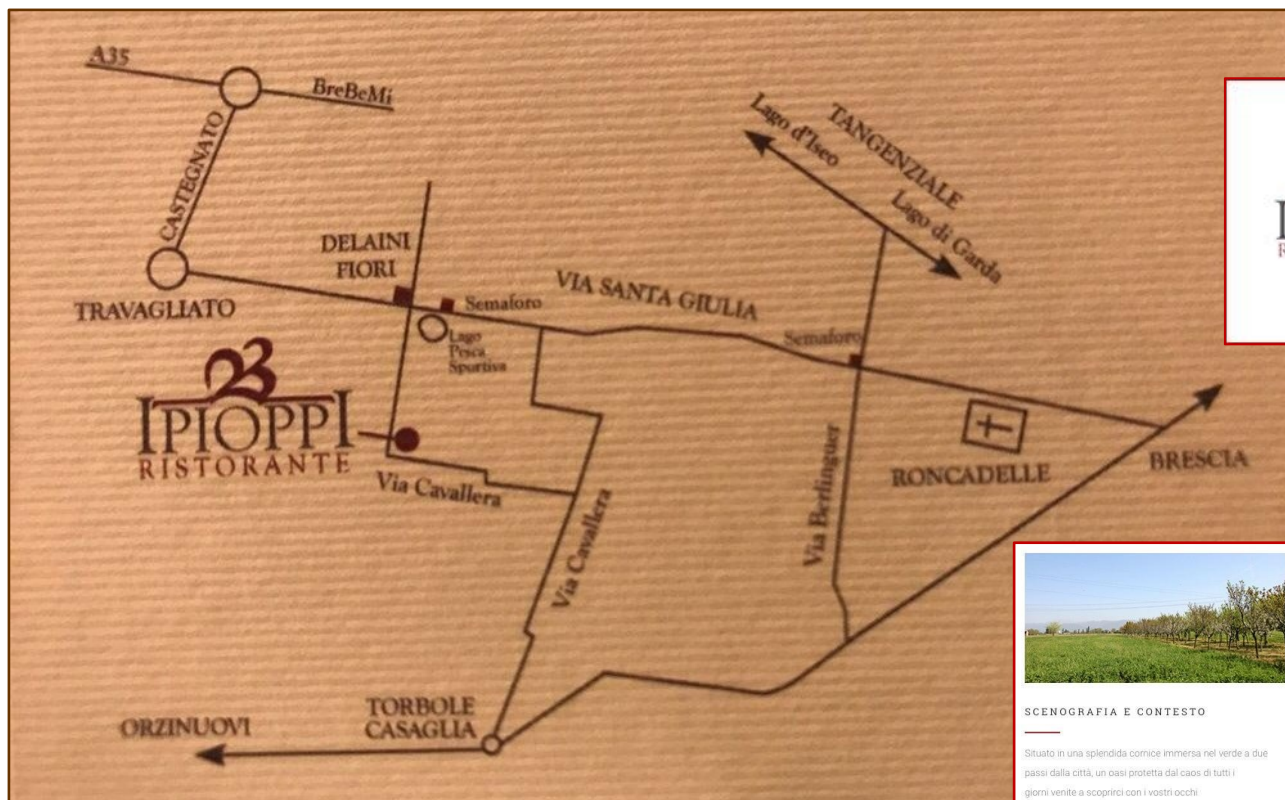 A35
BreBeMi
CASTEGNATO
TRAVAGLIATO
DELAINI
FIORI
Semaforo
Lago
Pesca
Sportiva
VIA SANTA GIULIA
Lago d'Iseo
TANGENZIALE
Lago di Garda
Semaforo
23
IPIOPPI
RISTORANTE
Via Cavallera
Via Cavallera
Via Berlinguer
RONCADELLE
BRESCIA
TORBOLE
CASAGLIA
ORZINUOVI
SCENOGRAFIA E CONTESTO
Situato in una splendida cornice immersa nel verde a due
passi dalla città, un oasi protetta dal caos di tutti i
giorni venite a scoprirci con i vostri occhi